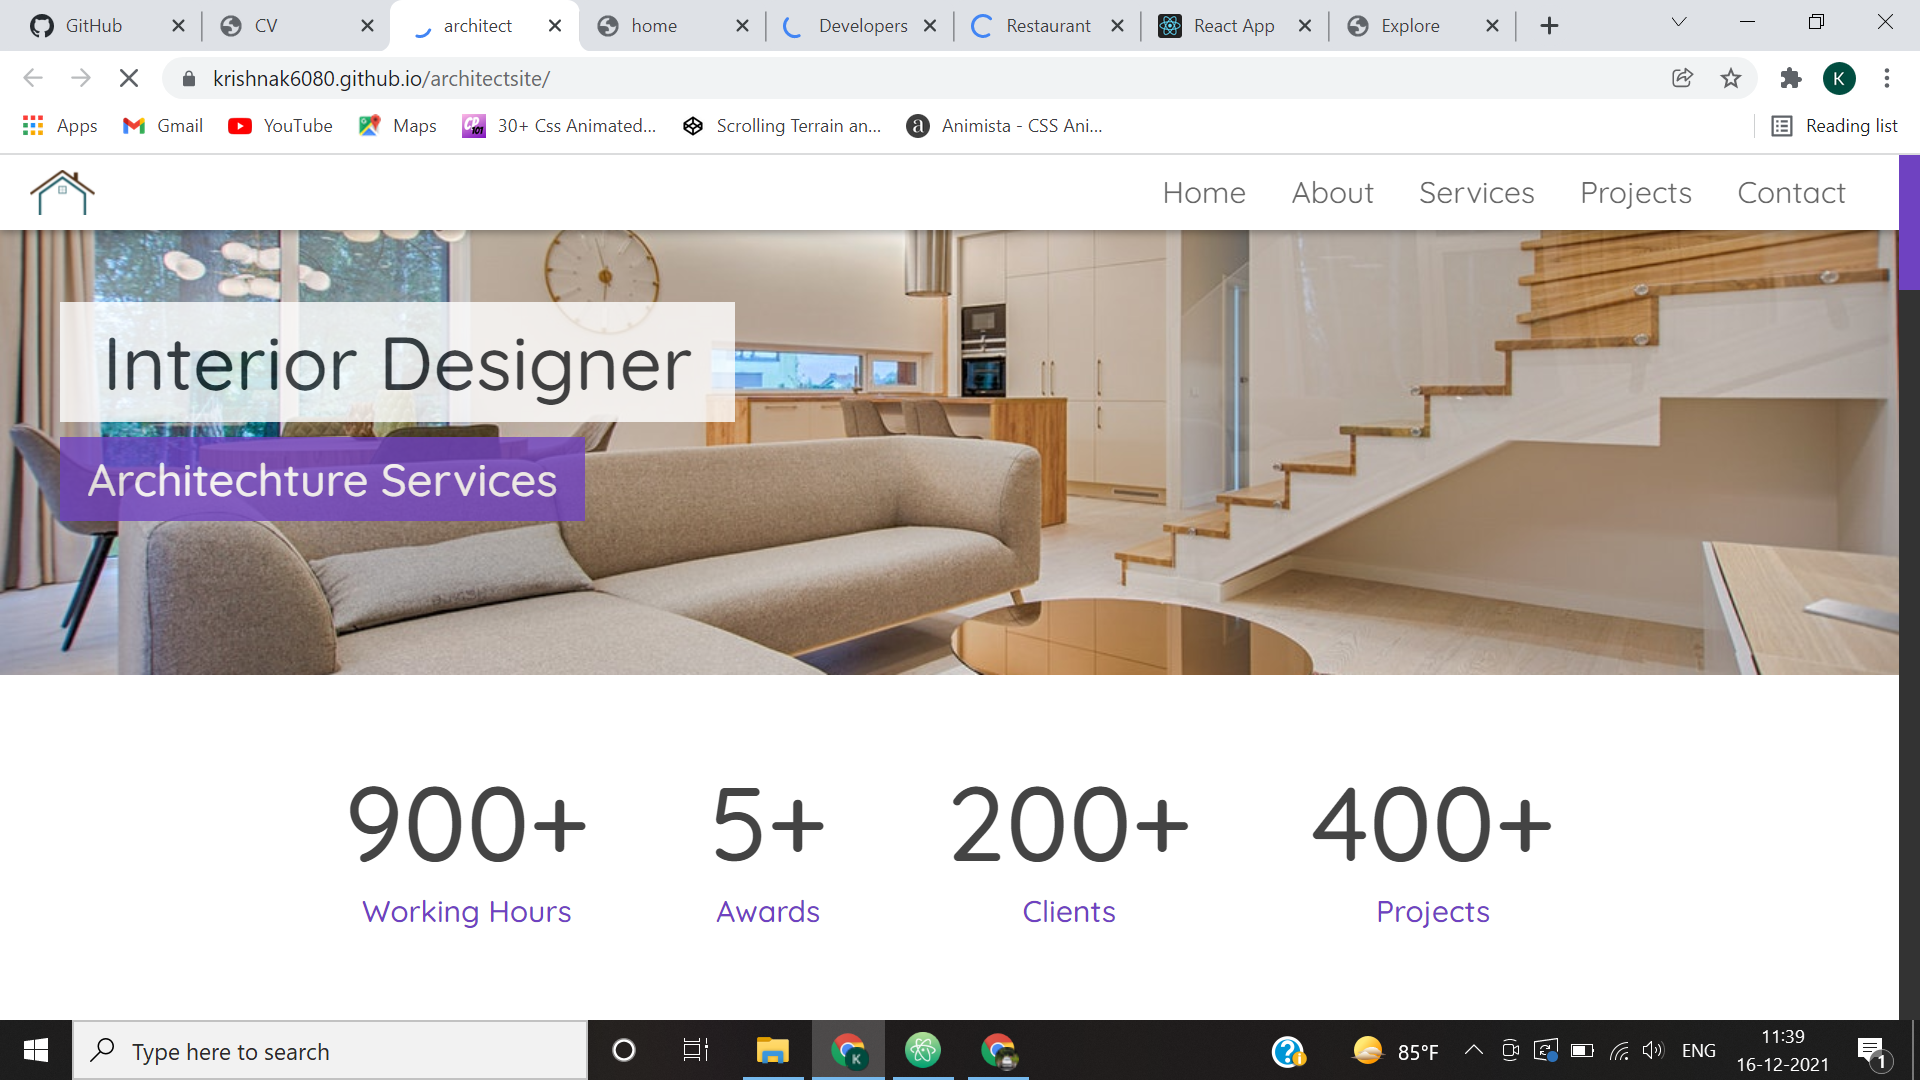 GitHub CV architect home Developers Restaurant React App Explore
krishnak6080.github.io/architectsite/ K
Apps Gmail YouTube Maps CP 101 30+ Css Animated... Scrolling Terrain an... a Animista - CSS Ani... Reading list
Home About Services Projects Contact
Interior Designer
Architechture Services
900+ 5+ 200+ 400+
Working Hours Awards Clients Projects
Type here to search K 85°F ENG 11:39
16-12-2021 1